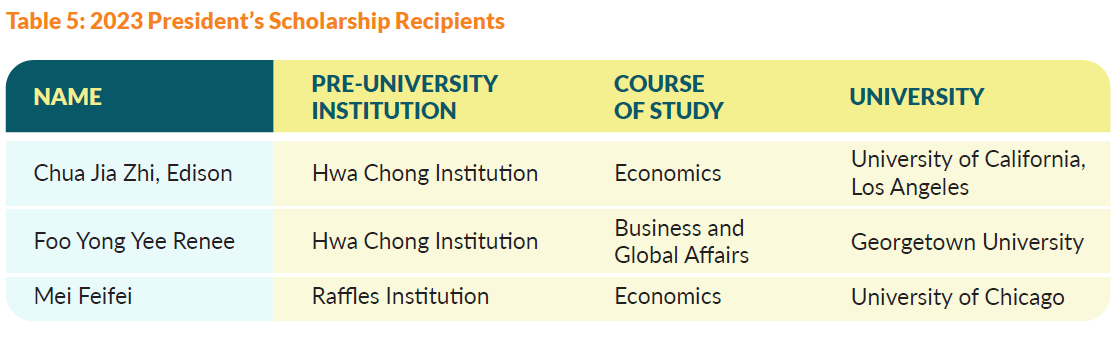 Table 5: 2023 President's Scholarship Recipients
NAME
PRE-UNIVERSITY
INSTITUTION
COURSE
OF STUDY
UNIVERSITY
Chua Jia Zhi, Edison
Hwa Chong Institution
Economics
University of California,
Los Angeles
Foo Yong Yee Renee
Hwa Chong Institution
Business and
Global Affairs
Georgetown University
Mei Feifei
Raffles Institution
Economics
University of Chicago